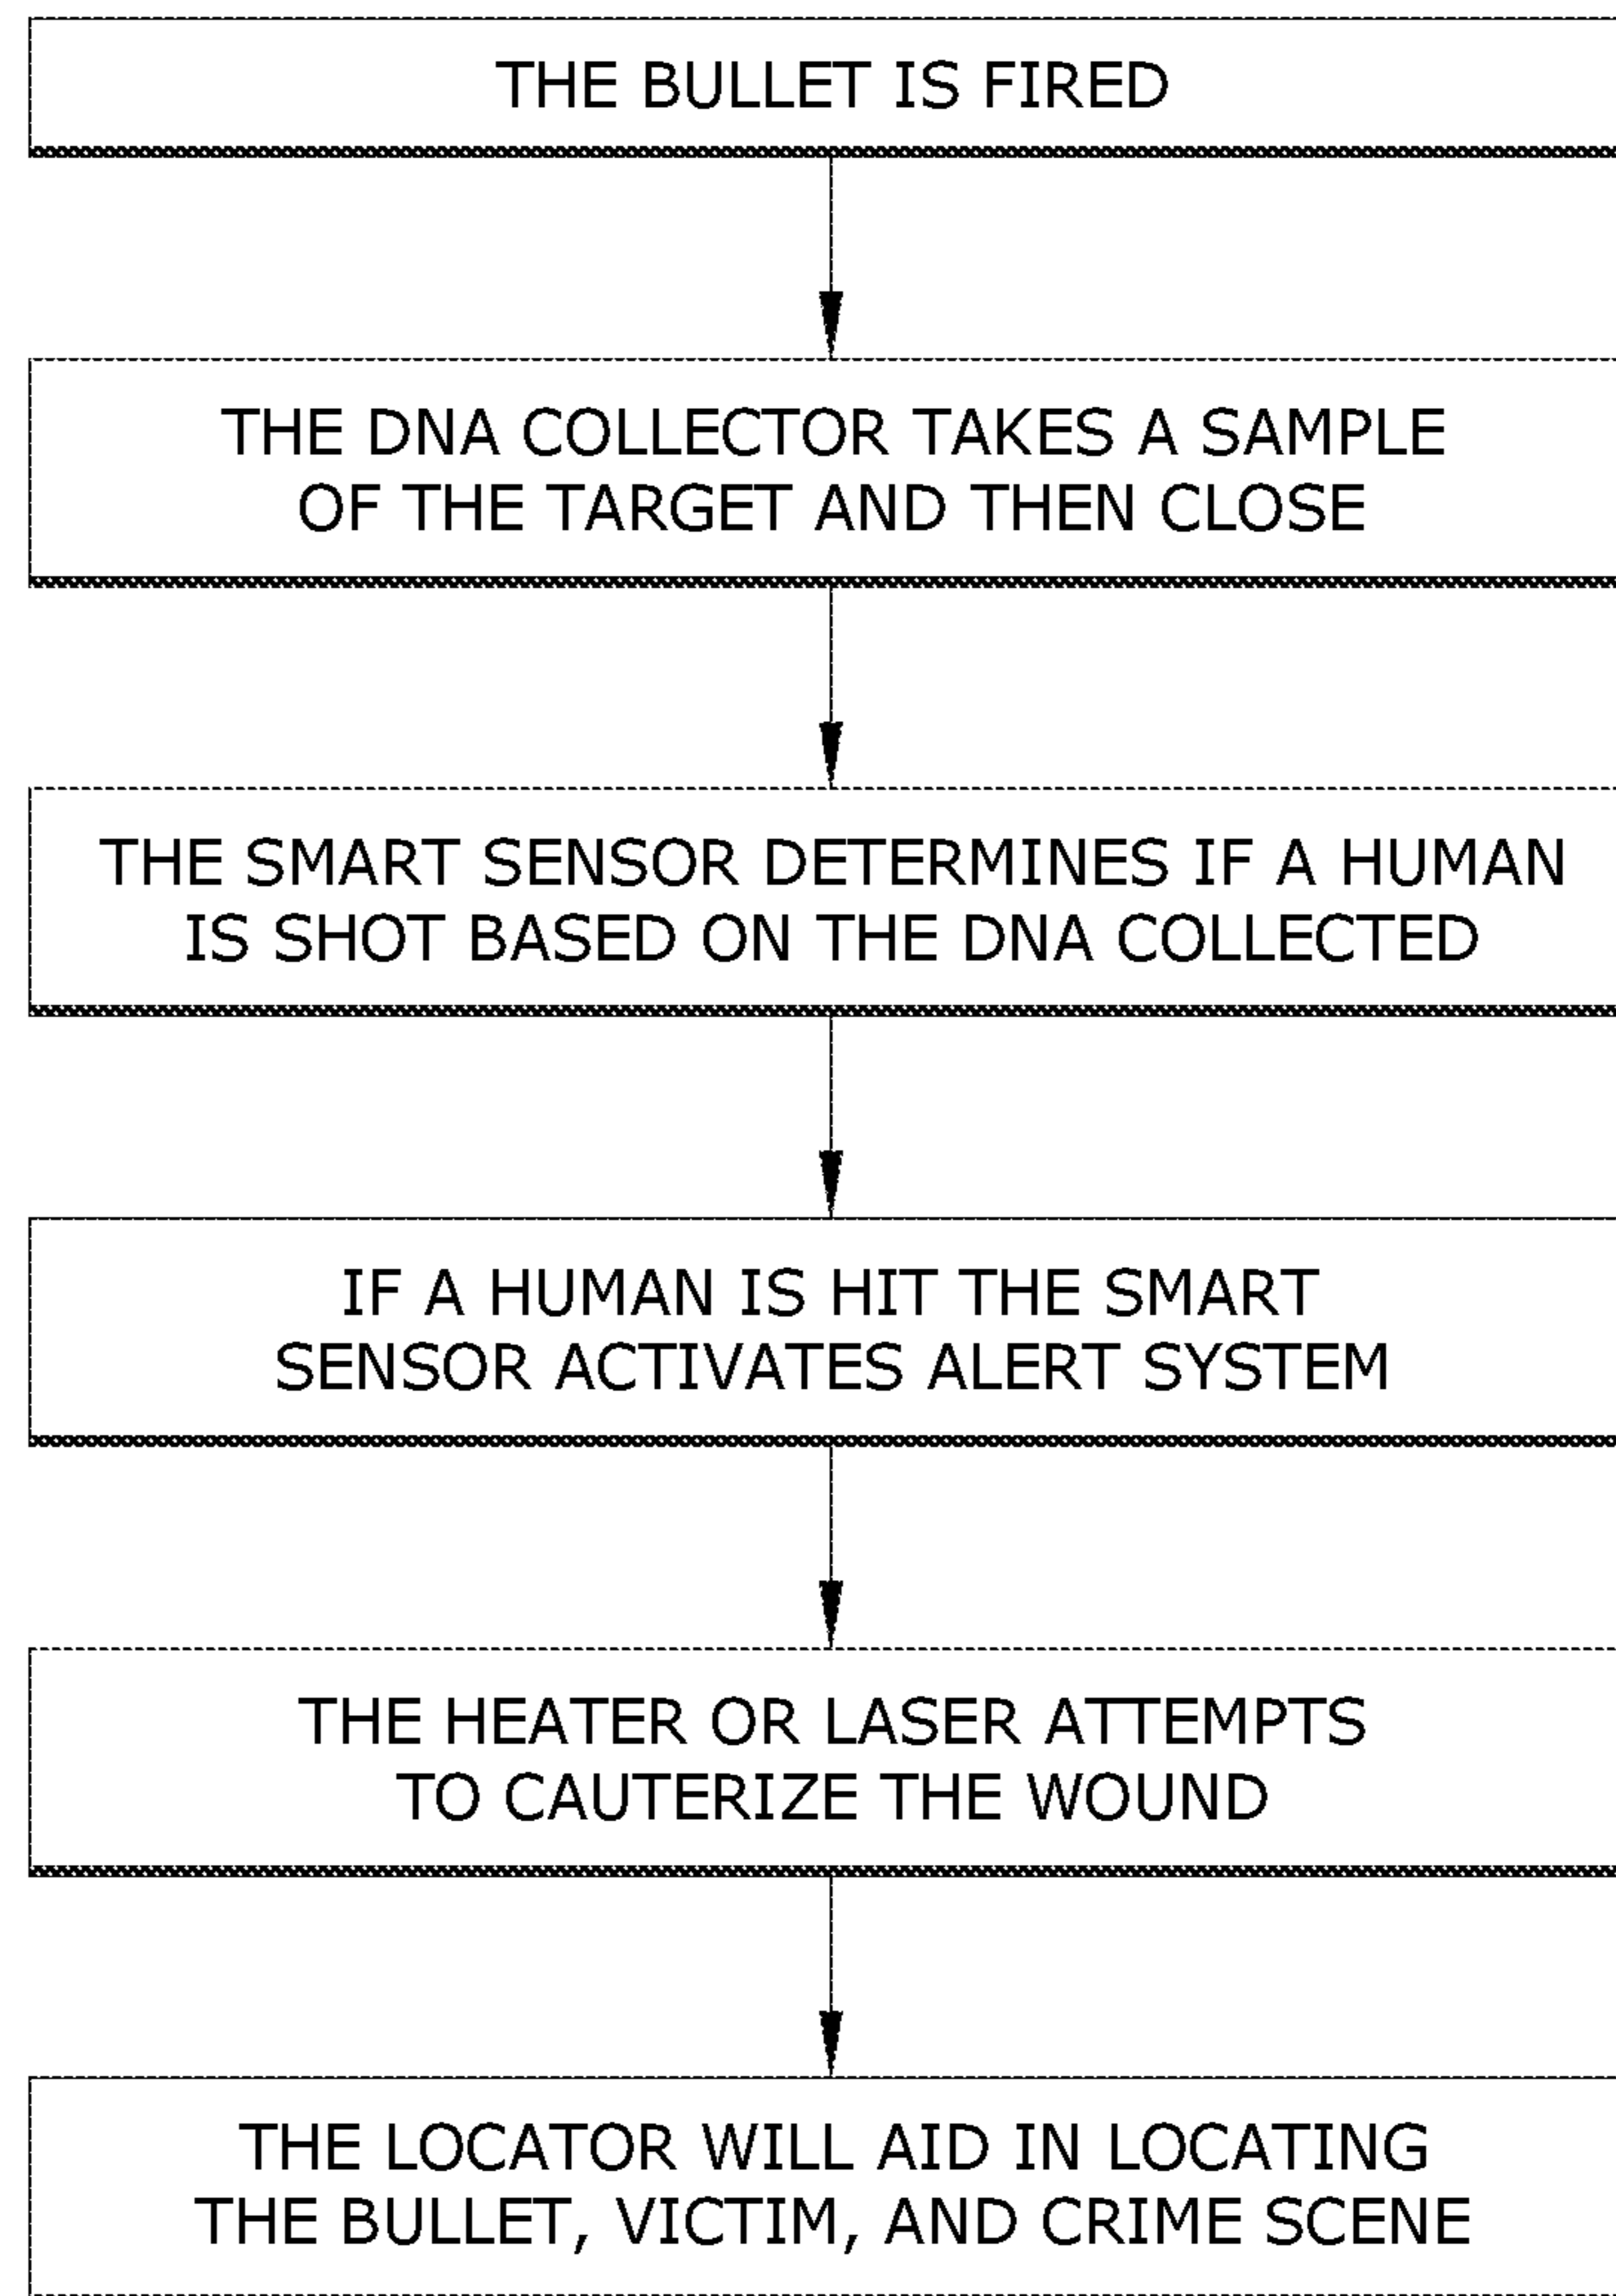 THE BULLET IS FIRED
THE DNA COLLECTOR TAKES A SAMPLE
OF THE TARGET AND THEN CLOSE
THE SMART SENSOR DETERMINES IF A HUMAN
IS SHOT BASED ON THE DNA COLLECTED
IF A HUMAN IS HIT THE SMART
SENSOR ACTIVATES ALERT SYSTEM
THE HEATER OR LASER ATTEMPTS
TO CAUTERIZE THE WOUND
THE LOCATOR WILL AID IN LOCATING
THE BULLET, VICTIM, AND CRIME SCENE